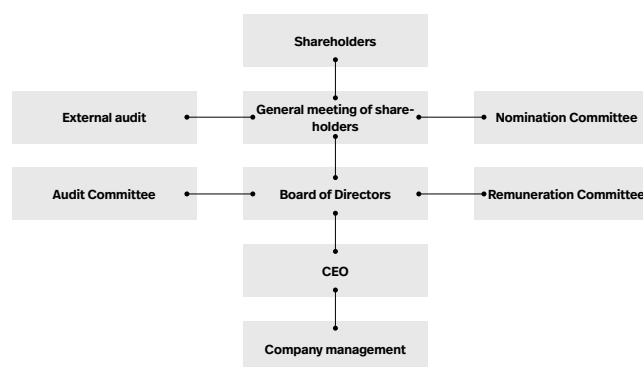 Shareholders
External audit
General meeting of share-
holders
Nomination Committee
Audit Committee
Board of Directors
Remuneration Committee
CEO
Company management